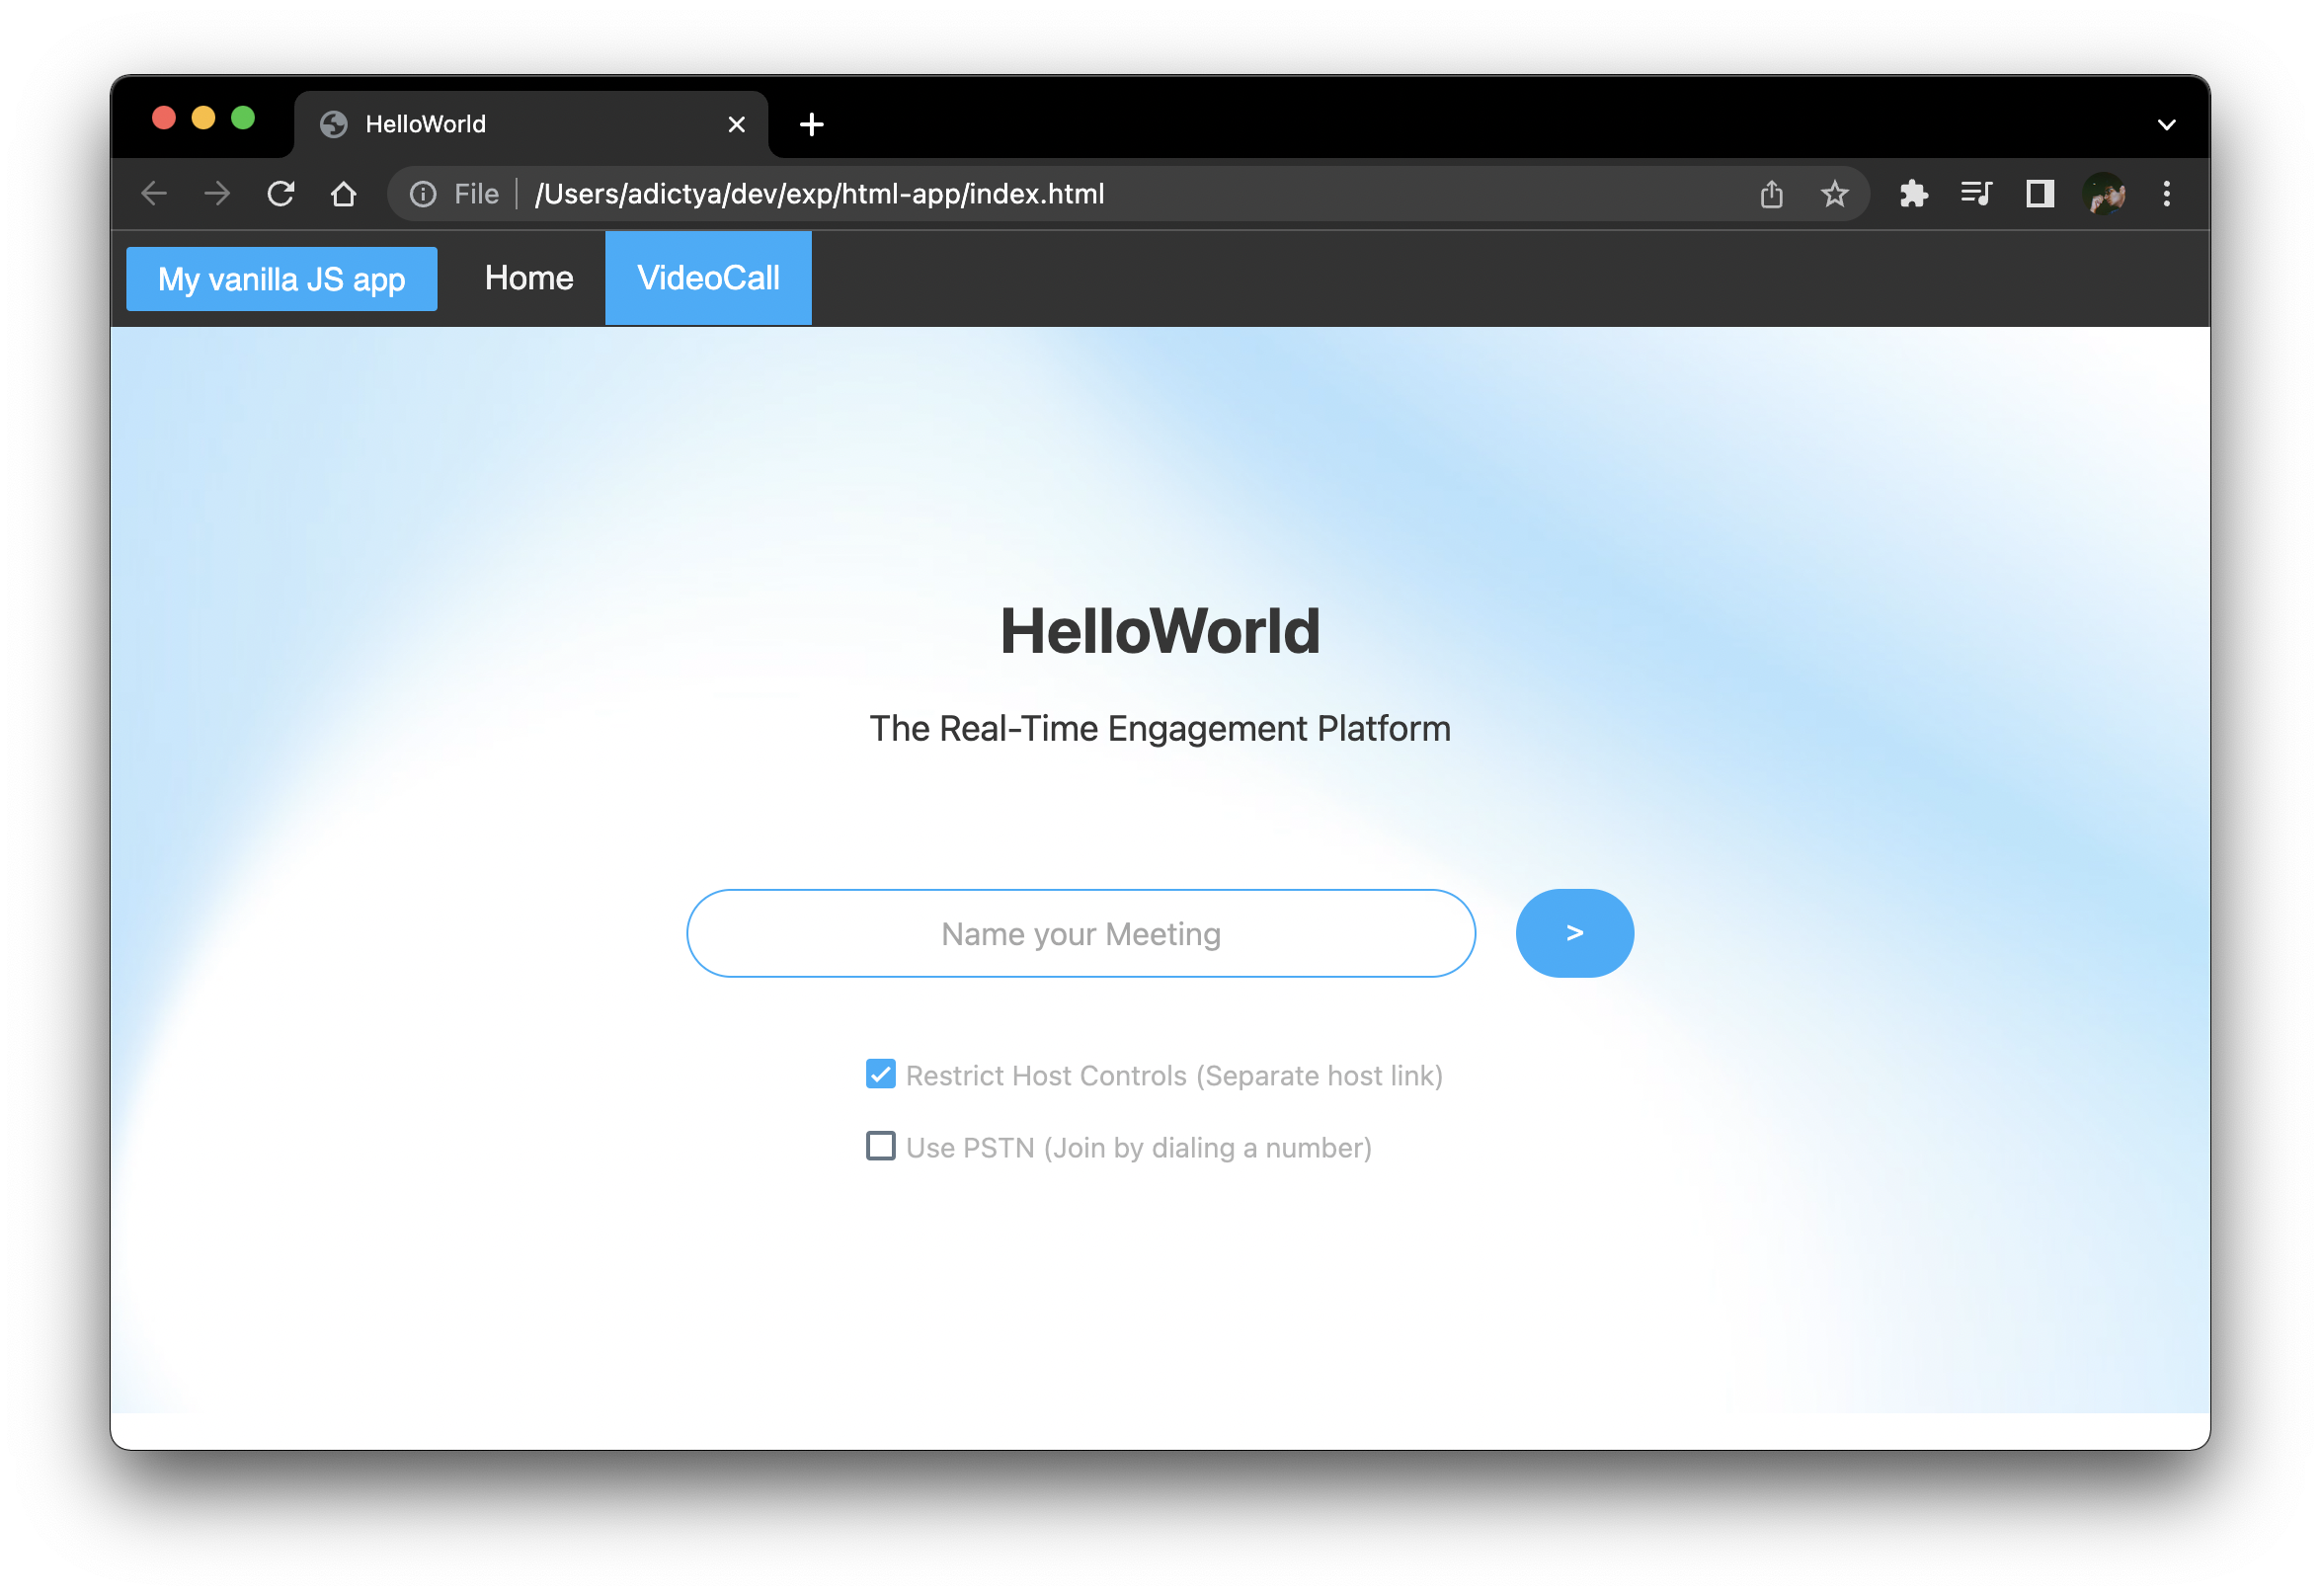 HelloWorld
File | /Users/adictya/dev/exp/html-app/index.html
My vanilla JS app Home VideoCall
HelloWorld
The Real-Time Engagement Platform
Name your Meeting >
Restrict Host Controls (Separate host link)
Use PSTN (Join by dialing a number)